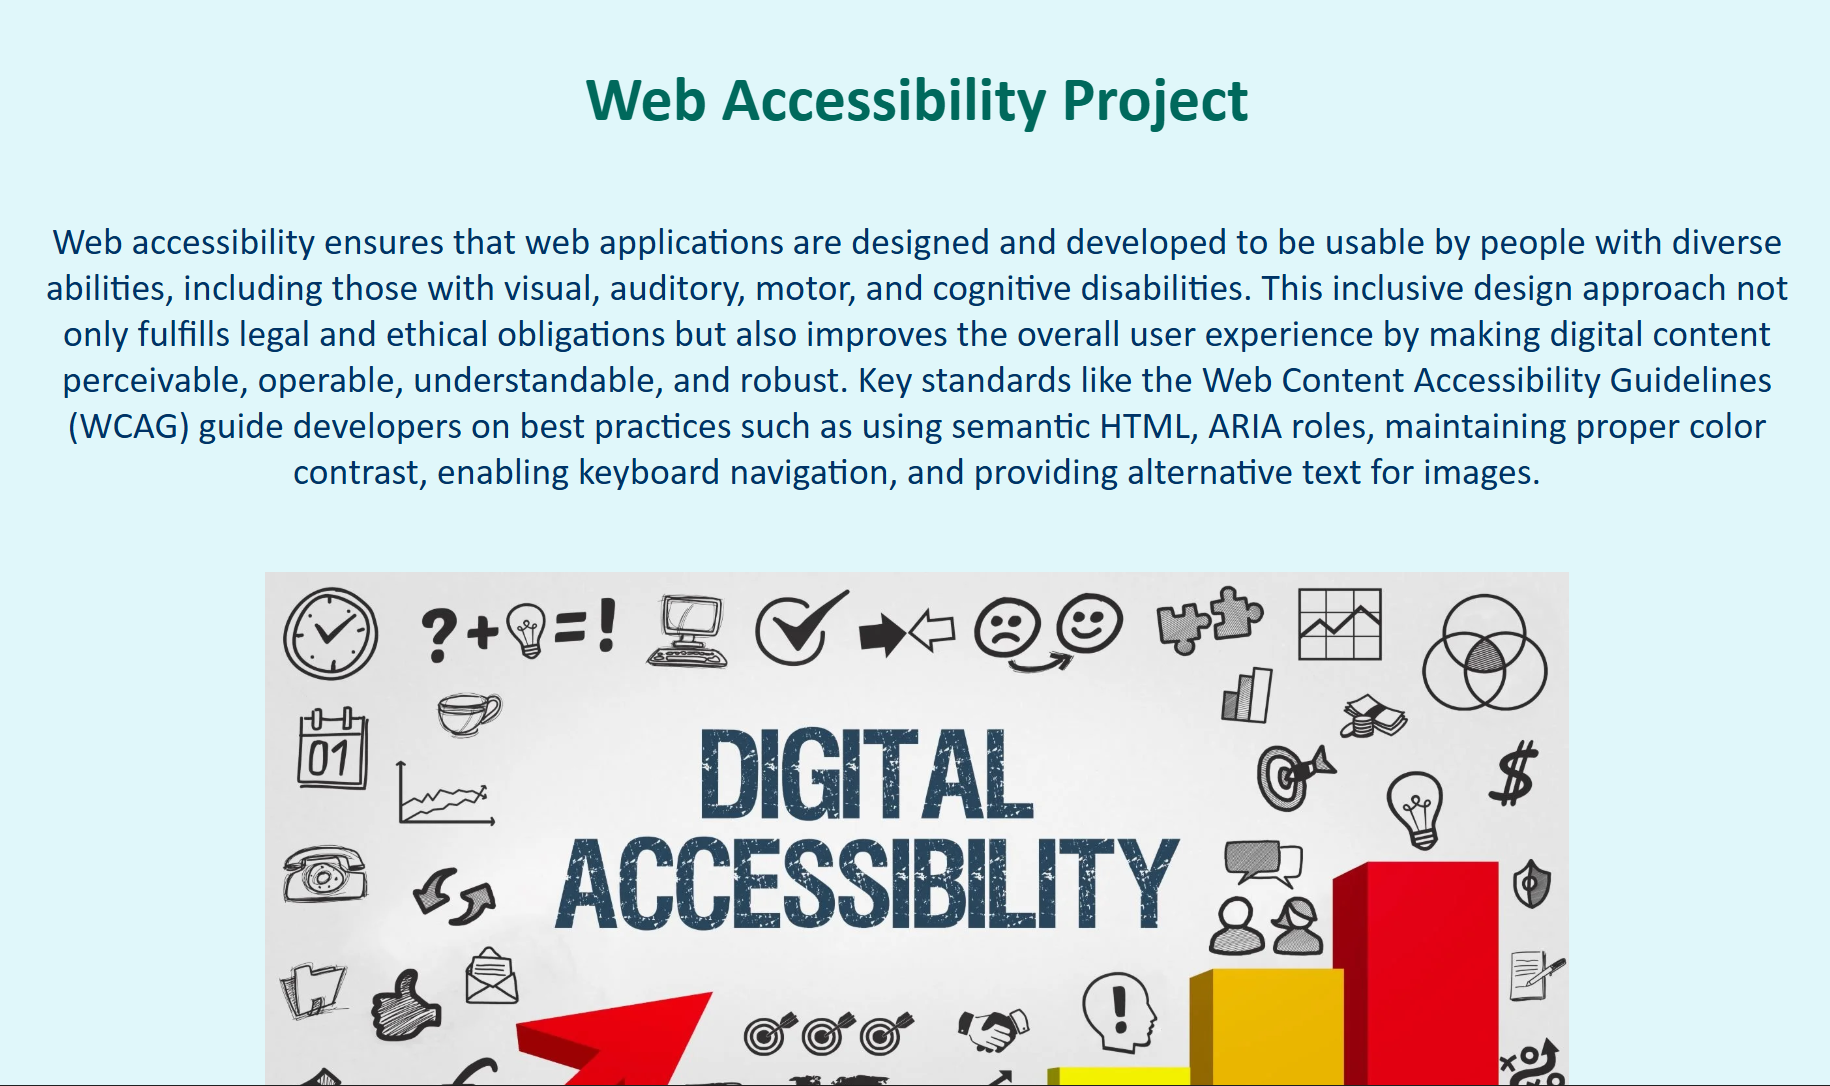 Web Accessibility Project
Web accessibility ensures that web applications are designed and developed to be usable by people with diverse
abilities, including those with visual, auditory, motor, and cognitive disabilities. This inclusive design approach not
only fulfills legal and ethical obligations but also improves the overall user experience by making digital content
perceivable, operable, understandable, and robust. Key standards like the Web Content Accessibility Guidelines
(WCAG) guide developers on best practices such as using semantic HTML, ARIA roles, maintaining proper color
contrast, enabling keyboard navigation, and providing alternative text for images.
? + = !
01
DIGITAL
$
ACCESSIBILITY
!